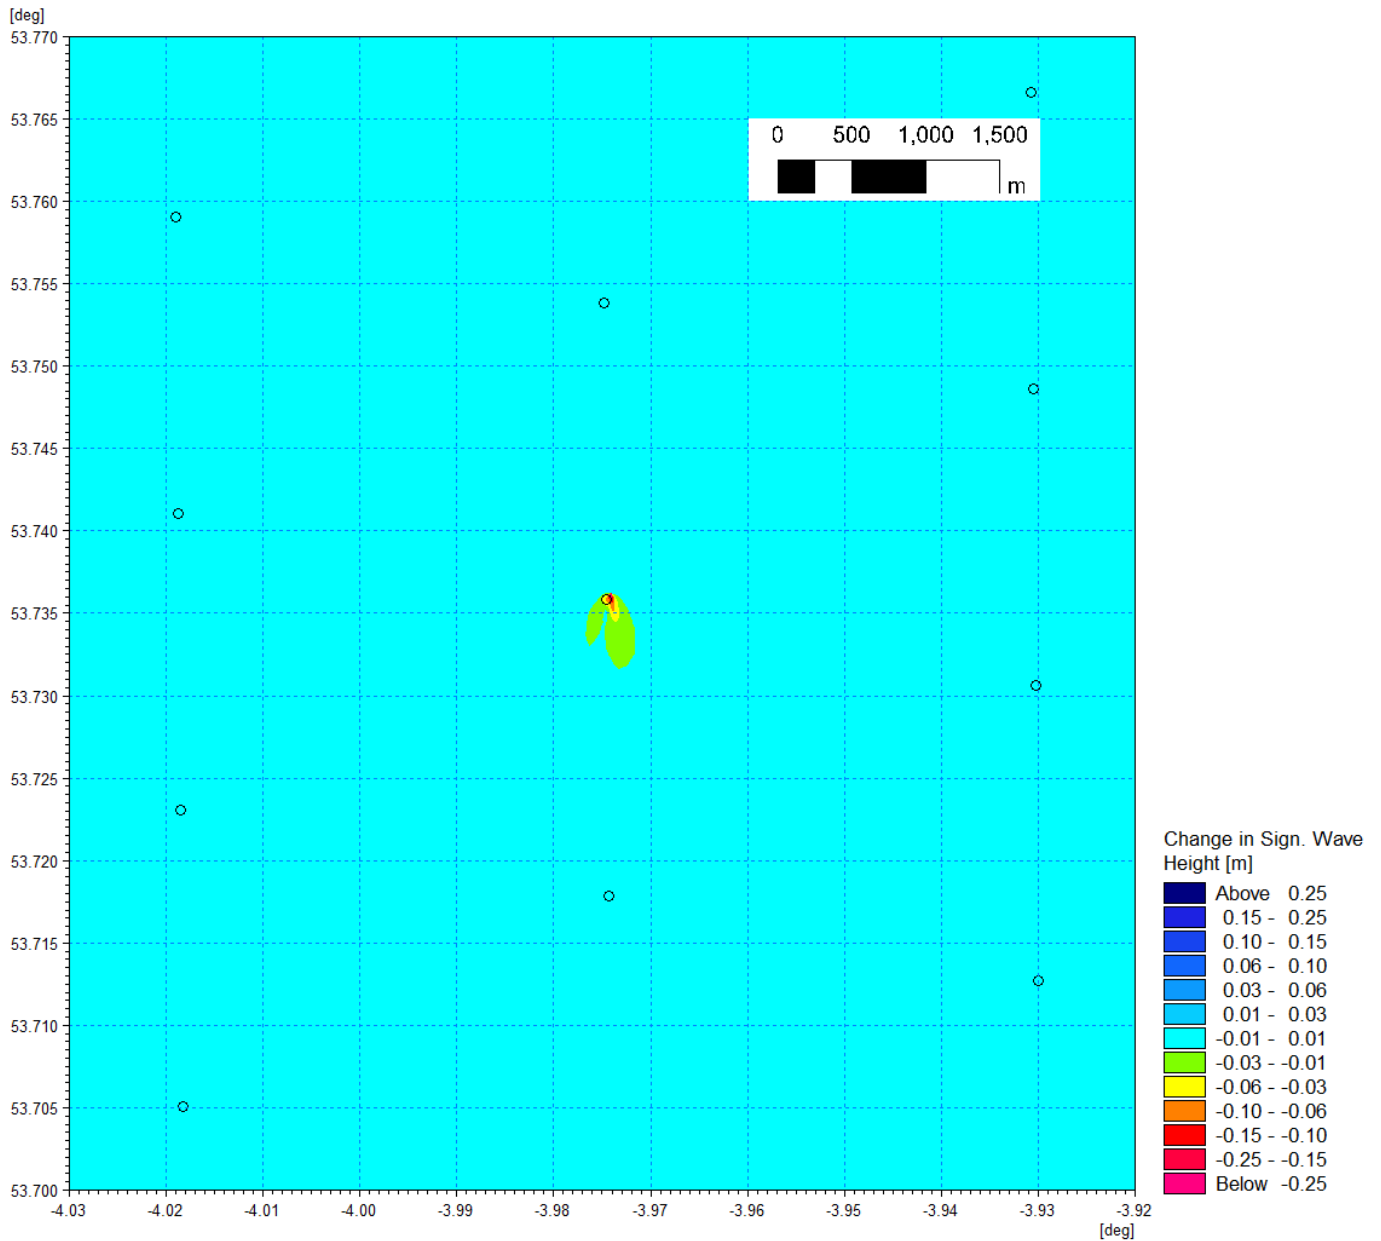 [deg]
53.770
53.765
53.760
53.755
53.750
53.745
53.740
53.735
53.730
53.725
53.720
53.715
53.710
53.705
53.700
0 500 1,000 1,500
m
-4.03 -4.02 -4.01 -4.00 -3.99 -3.98 -3.97 -3.96 -3.95 -3.94 -3.93 -3.92
[deg]
Change in Sign. Wave
Height [m]
Above 0.25
0.15 - 0.25
0.10 - 0.15
0.06 - 0.10
0.03 - 0.06
0.01 - 0.03
-0.01 - 0.01
-0.03 - -0.01
-0.06 - -0.03
-0.10 - -0.06
-0.15 - -0.10
-0.25 - -0.15
Below -0.25